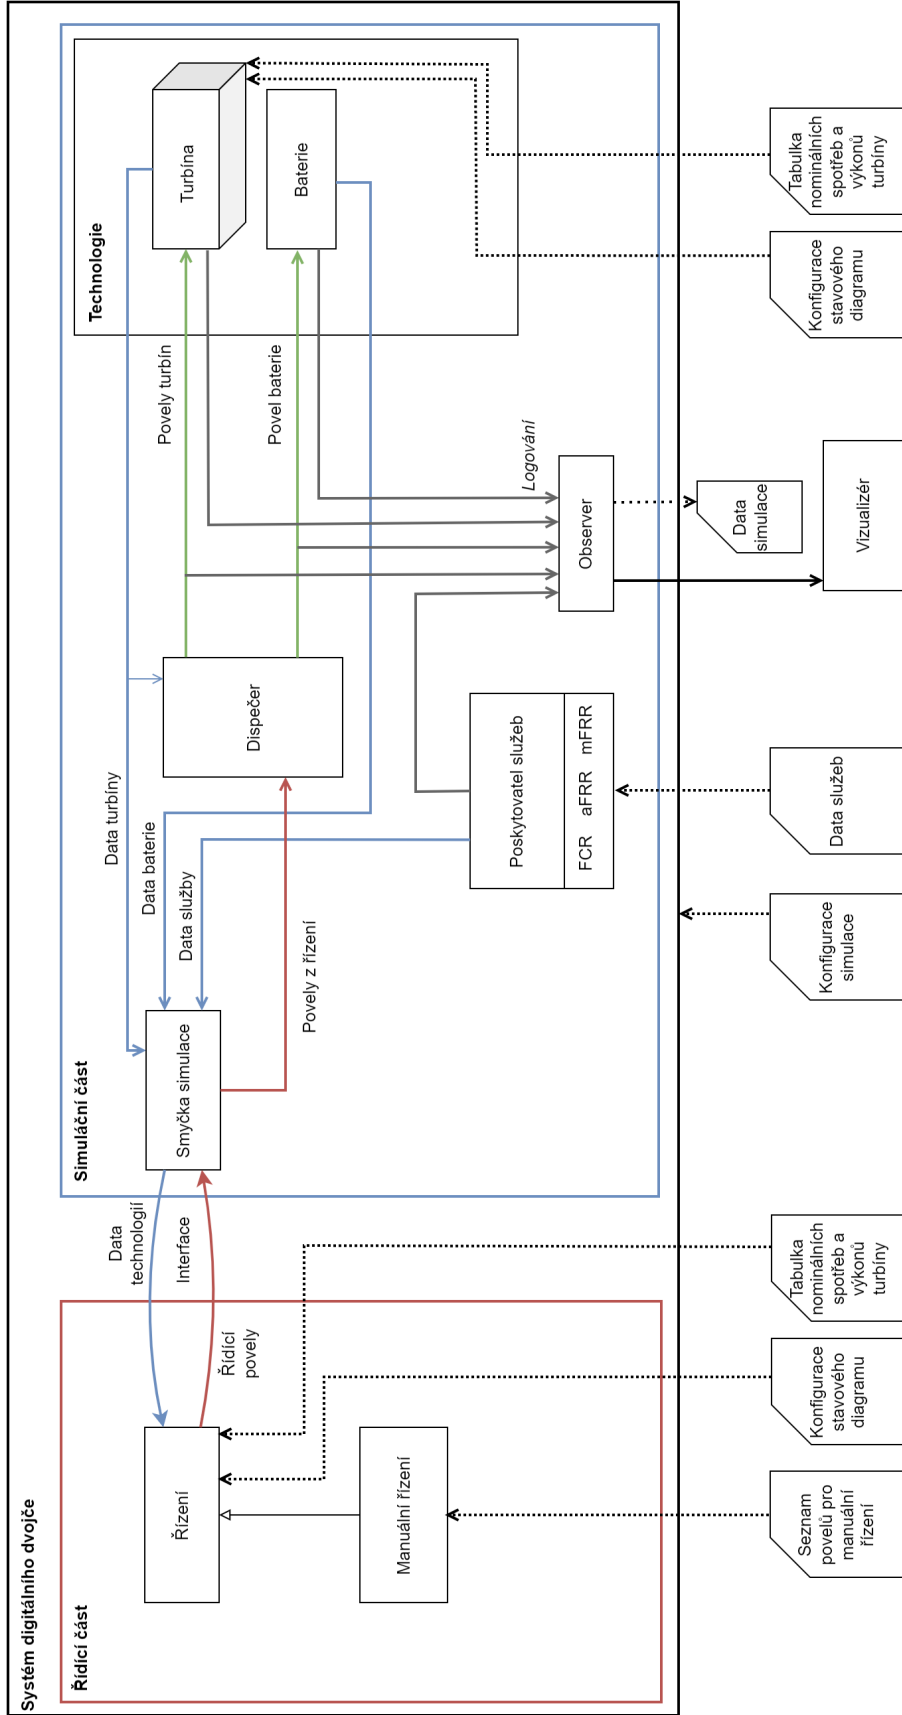 Systém digitálního dvojče
Řídící část
Řízení
Manuální řízení
Řídící
povely
Data
technologií
Interface
Simuláční část
Smyčka simulace
Data turbíny
Data baterie
Data služby
Povely z řízení
Dispečer
Povely turbín
Povel baterie
Technologie
Turbína
Baterie
Poskytovatel služeb
FCR
aFRR
mFRR
Logování
Observer
Seznam
povelů pro
manuální
řízení
Konfigurace
stavového
diagramu
Tabulka
nominálních
spotřeb a
výkonů
turbíny
Konfigurace
simulace
Data služeb
Data
simulace
Vizualizér
Konfigurace
stavového
diagramu
Tabulka
nominálních
spotřeb a
výkonů
turbíny